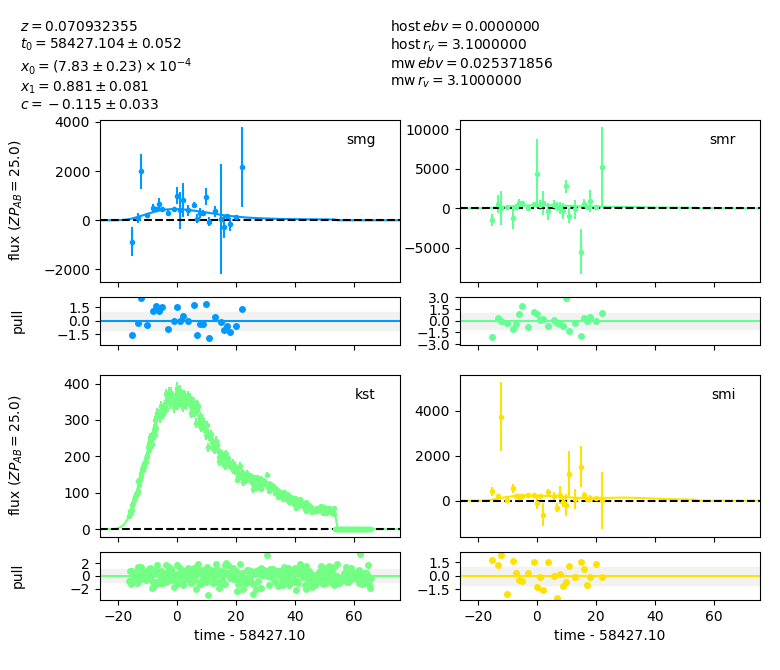 z = 0.070932355
t₀ = 58427.104 ± 0.052
x₀ = (7.83 ± 0.23) × 10⁻⁴
x₁ = 0.881 ± 0.081
c = −0.115 ± 0.033
host ebv = 0.0000000
host r_v = 3.1000000
mw ebv = 0.025371856
mw r_v = 3.1000000
smg
4000
2000
0
−2000
flux (ZP_AB = 25.0)
smr
10000
5000
0
−5000
1.5
0.0
−1.5
pull
3.0
1.5
0.0
−1.5
−3.0
kst
400
300
200
100
0
flux (ZP_AB = 25.0)
smi
4000
2000
0
2
0
−2
pull
1.5
0.0
−1.5
−20 0 20 40 60
time - 58427.10
−20 0 20 40 60
time - 58427.10